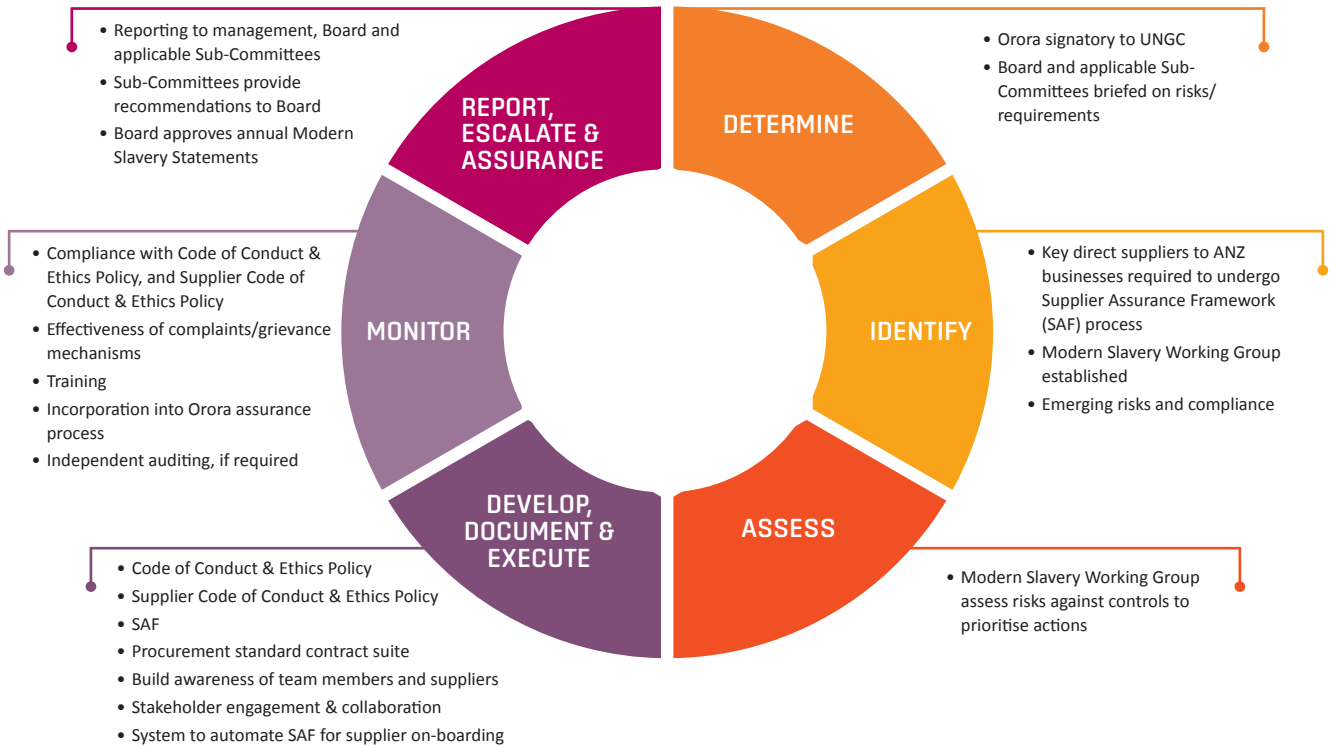 • Reporting to management, Board and
applicable Sub-Committees
• Sub-Committees provide
recommendations to Board
• Board approves annual Modern
Slavery Statements
REPORT,
ESCALATE &
ASSURANCE
DETERMINE
• Orora signatory to UNGC
• Board and applicable Sub-
Committees briefed on risks/
requirements
• Compliance with Code of Conduct &
Ethics Policy, and Supplier Code of
Conduct & Ethics Policy
• Effectiveness of complaints/grievance
mechanisms
• Training
• Incorporation into Orora assurance
process
• Independent auditing, if required
MONITOR
IDENTIFY
• Key direct suppliers to ANZ
businesses required to undergo
Supplier Assurance Framework
(SAF) process
• Modern Slavery Working Group
established
• Emerging risks and compliance
DEVELOP,
DOCUMENT &
EXECUTE
ASSESS
• Code of Conduct & Ethics Policy
• Supplier Code of Conduct & Ethics Policy
• SAF
• Procurement standard contract suite
• Build awareness of team members and suppliers
• Stakeholder engagement & collaboration
• System to automate SAF for supplier on-boarding
• Modern Slavery Working Group
assess risks against controls to
prioritise actions